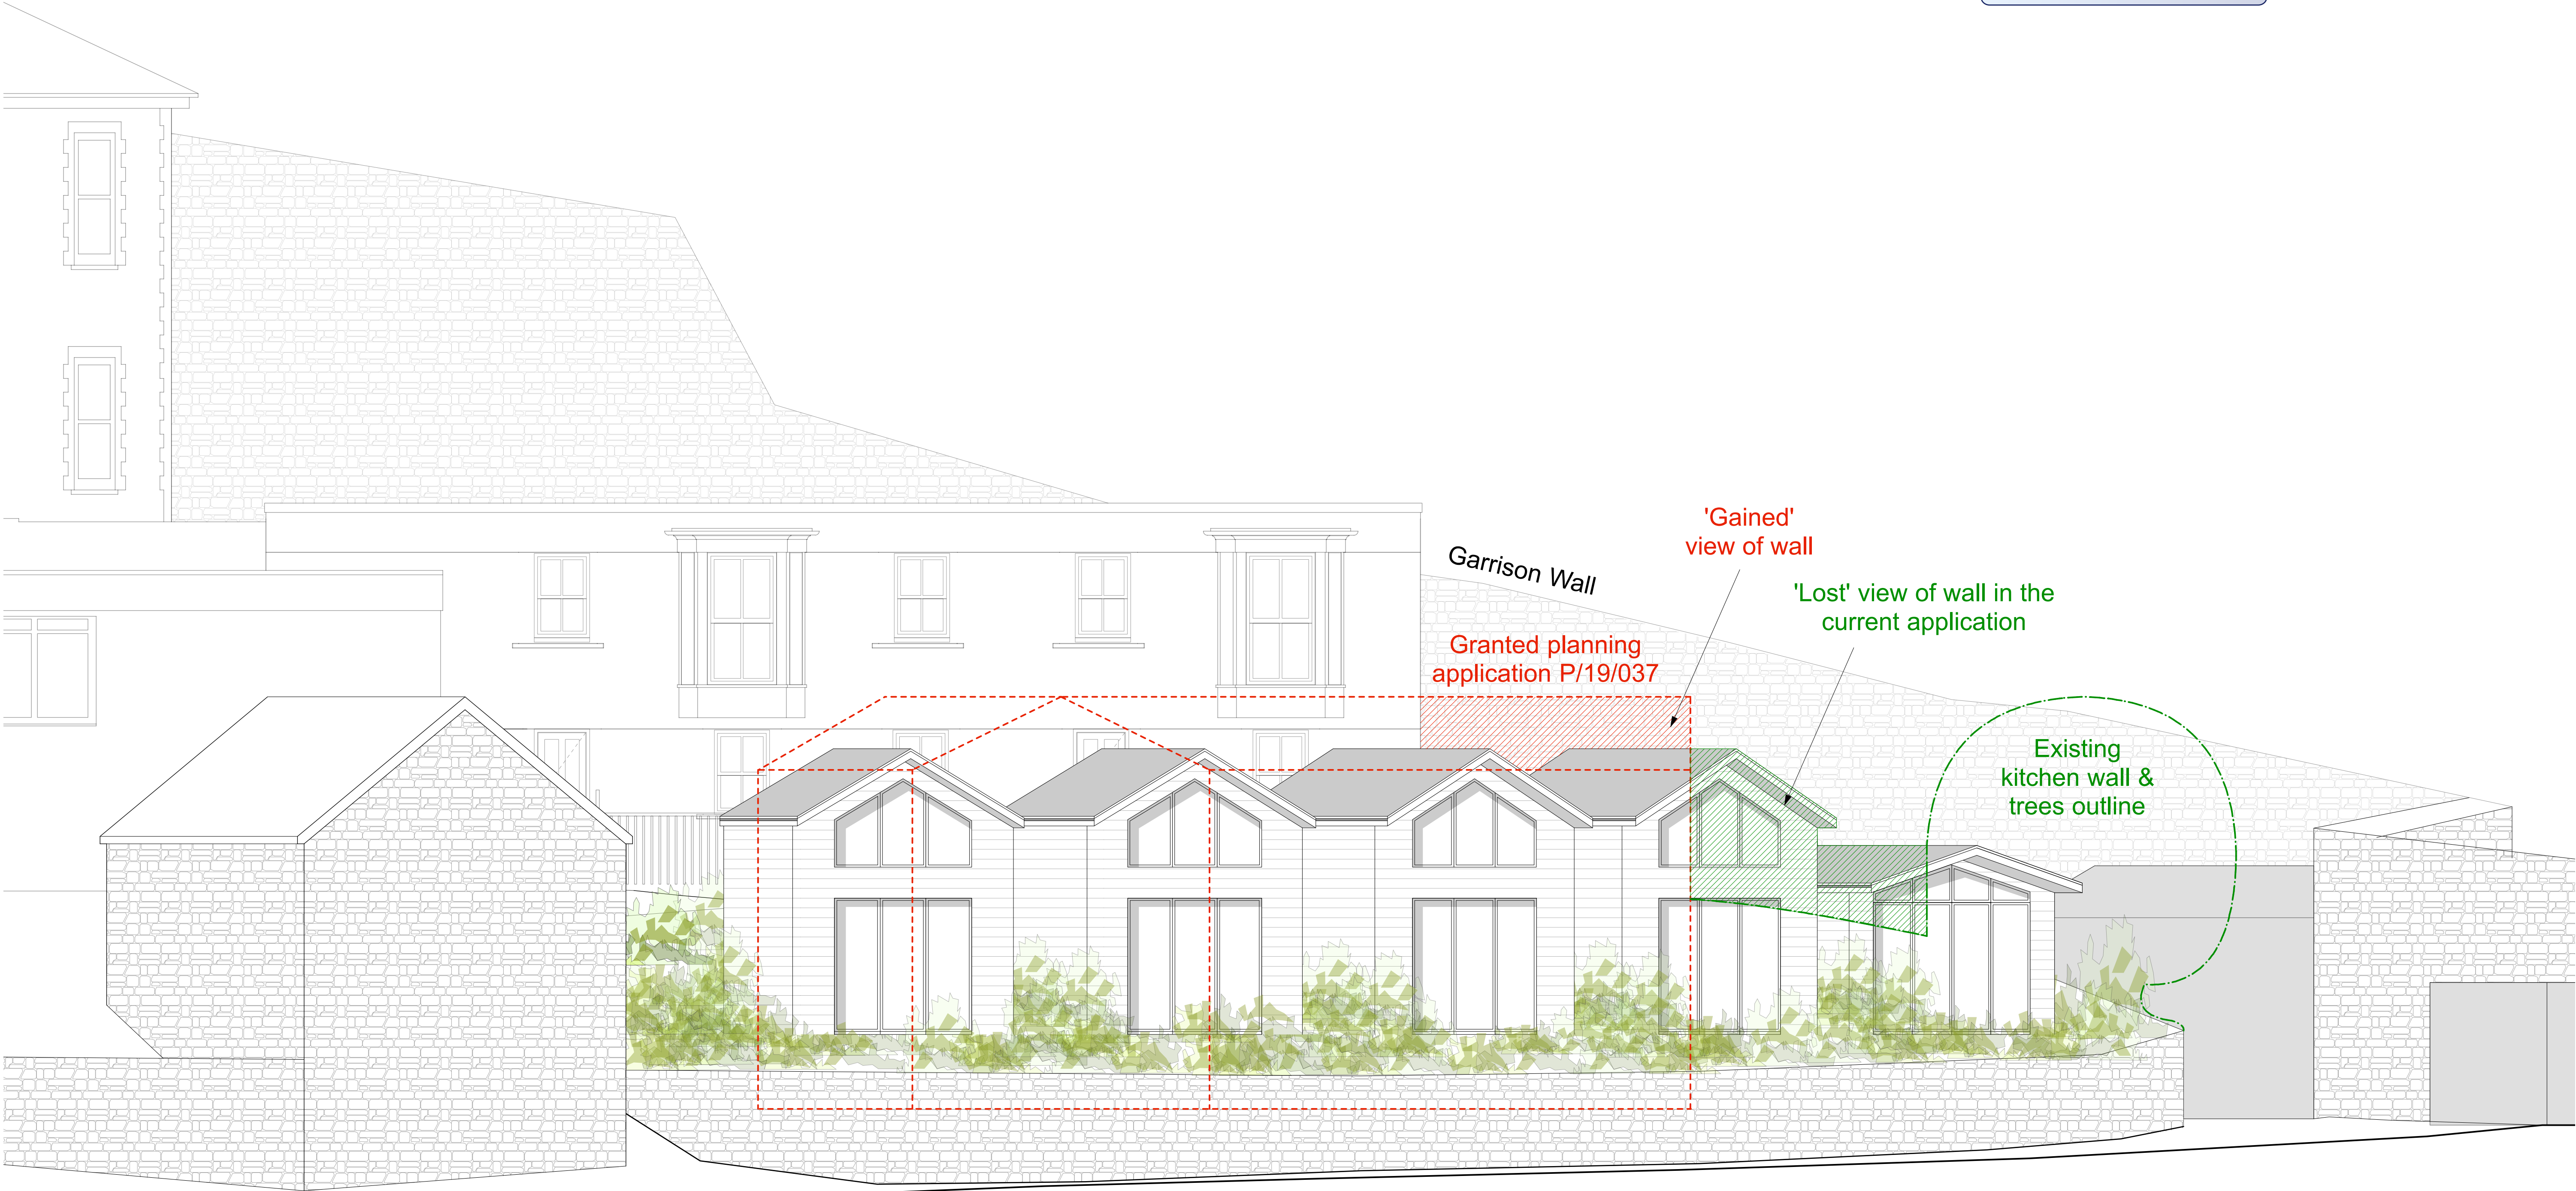 'Gained'
view of wall
Garrison Wall
'Lost' view of wall in the
current application
Granted planning
application P/19/037
Existing
kitchen wall &
trees outline